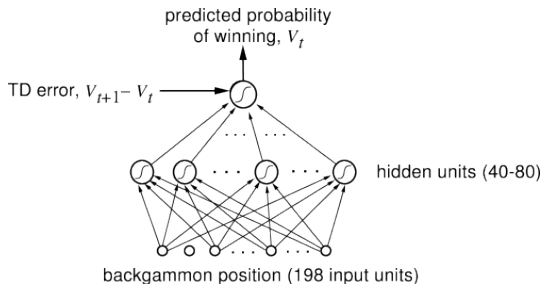 predicted probability
of winning, Vₜ
TD error, Vₜ₊₁ – Vₜ
hidden units (40-80)
backgammon position (198 input units)